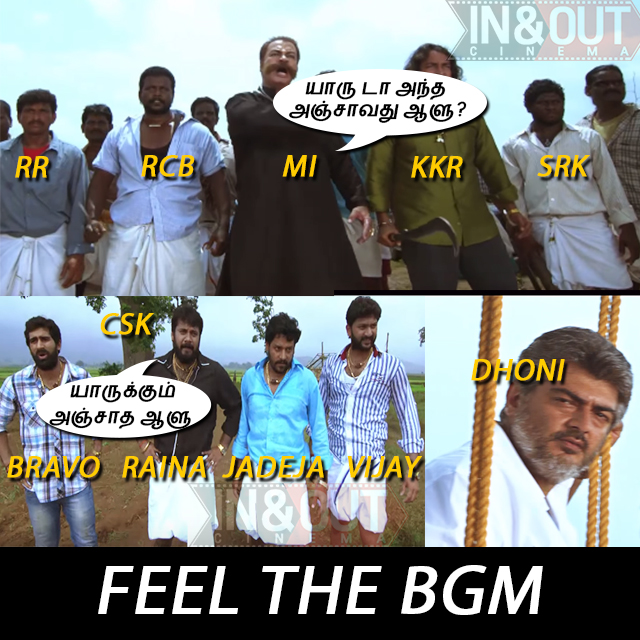 IN&OUT
CINEMA
யாரு டா அந்த
அஞ்சாவது ஆளு?
RR RCB MI KKR SRK
CSK
யாருக்கும்
அஞ்சாத ஆளு
DHONI
BRAVO RAINA JADEJA VIJAY
IN&OUT
CINEMA
FEEL THE BGM